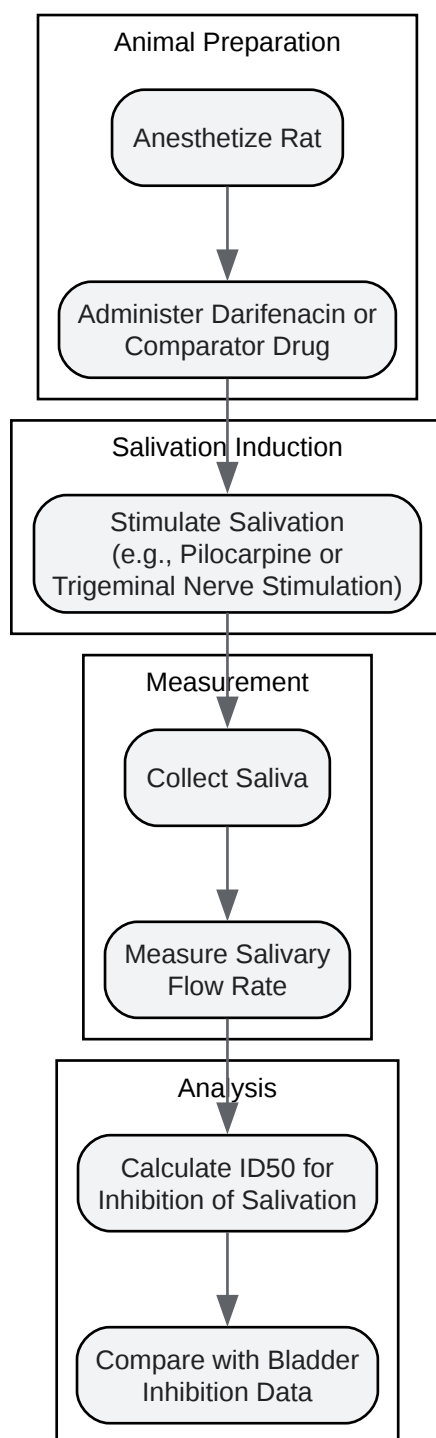 Animal Preparation
Anesthetize Rat
Administer Darifenacin or
Comparator Drug
Salivation Induction
Stimulate Salivation
(e.g., Pilocarpine or
Trigeminal Nerve Stimulation)
Measurement
Collect Saliva
Measure Salivary
Flow Rate
Analysis
Calculate ID50 for
Inhibition of Salivation
Compare with Bladder
Inhibition Data